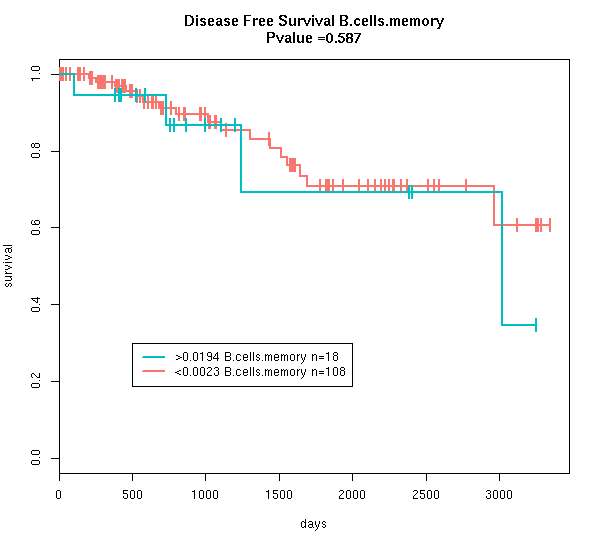 Disease Free Survival B.cells.memory
Pvalue =0.587
1.0
0.8
0.6
0.4
0.2
0.0
survival
>0.0194 B.cells.memory n=18
<0.0023 B.cells.memory n=108
0 500 1000 1500 2000 2500 3000
days